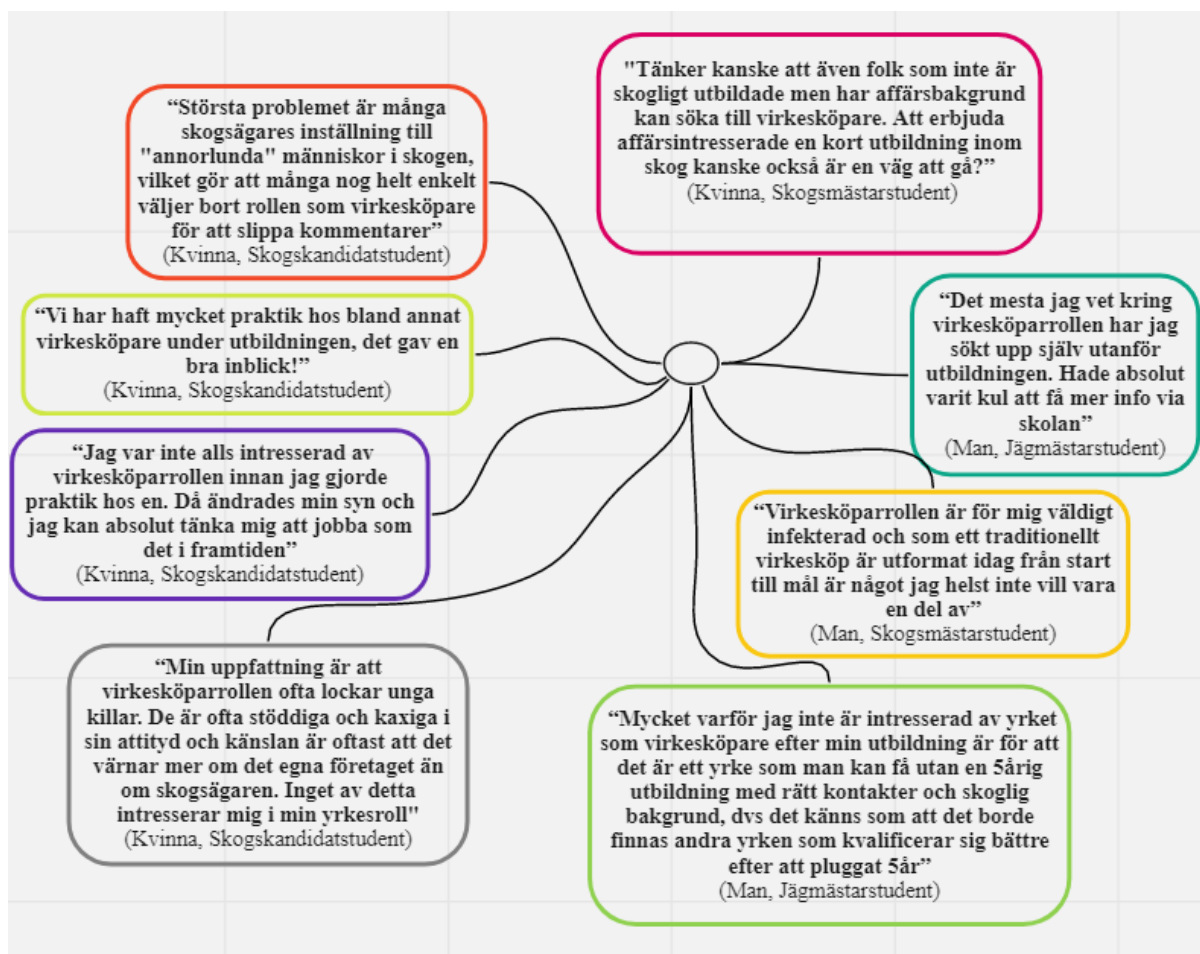 “Största problemet är många
skogsägares inställning till
"annorlunda" människor i skogen,
vilket gör att många nog helt enkelt
väljer bort rollen som virkesköpare
för att slippa kommentarer”
(Kvinna, Skogskandidatstudent)
"Tänker kanske att även folk som inte är
skogligt utbildade men har affärsbakgrund
kan söka till virkesköpare. Att erbjuda
affärsintresserade en kort utbildning inom
skog kanske också är en väg att gå?”
(Kvinna, Skogsmästarstudent)
“Vi har haft mycket praktik hos bland annat
virkesköpare under utbildningen, det gav en
bra inblick!”
(Kvinna, Skogskandidatstudent)
“Det mesta jag vet kring
virkesköparrollen har jag
sökt upp själv utanför
utbildningen. Hade absolut
varit kul att få mer info via
skolan”
(Man, Jägmästarstudent)
“Jag var inte alls intresserad av
virkesköparrollen innan jag gjorde
praktik hos en. Då ändrades min syn och
jag kan absolut tänka mig att jobba som
det i framtiden”
(Kvinna, Skogskandidatstudent)
“Virkesköparrollen är för mig väldigt
infekterad och som ett traditionellt
virkesköp är utformat idag från start
till mål är något jag helst inte vill vara
en del av”
(Man, Skogsmästarstudent)
“Min uppfattning är att
virkesköparrollen ofta lockar unga
killar. De är ofta stöddiga och kaxiga i
sin attityd och känslan är oftast att det
värnar mer om det egna företaget än
om skogsägaren. Inget av detta
intresserar mig i min yrkesroll"
(Kvinna, Skogskandidatstudent)
“Mycket varför jag inte är intresserad av yrket
som virkesköpare efter min utbildning är för att
det är ett yrke som man kan få utan en 5årig
utbildning med rätt kontakter och skoglig
bakgrund, dvs det känns som att det borde
finnas andra yrken som kvalificerar sig bättre
efter att pluggat 5år”
(Man, Jägmästarstudent)